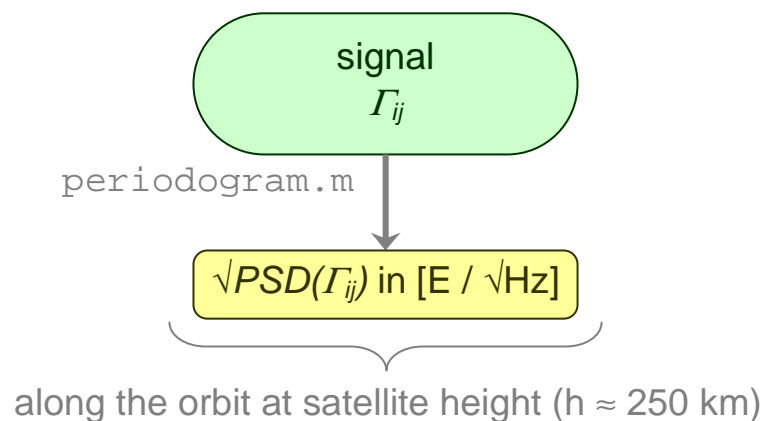 signal
Γij
periodogram.m
√PSD(Γij) in [E / √Hz]
along the orbit at satellite height (h ≈ 250 km)